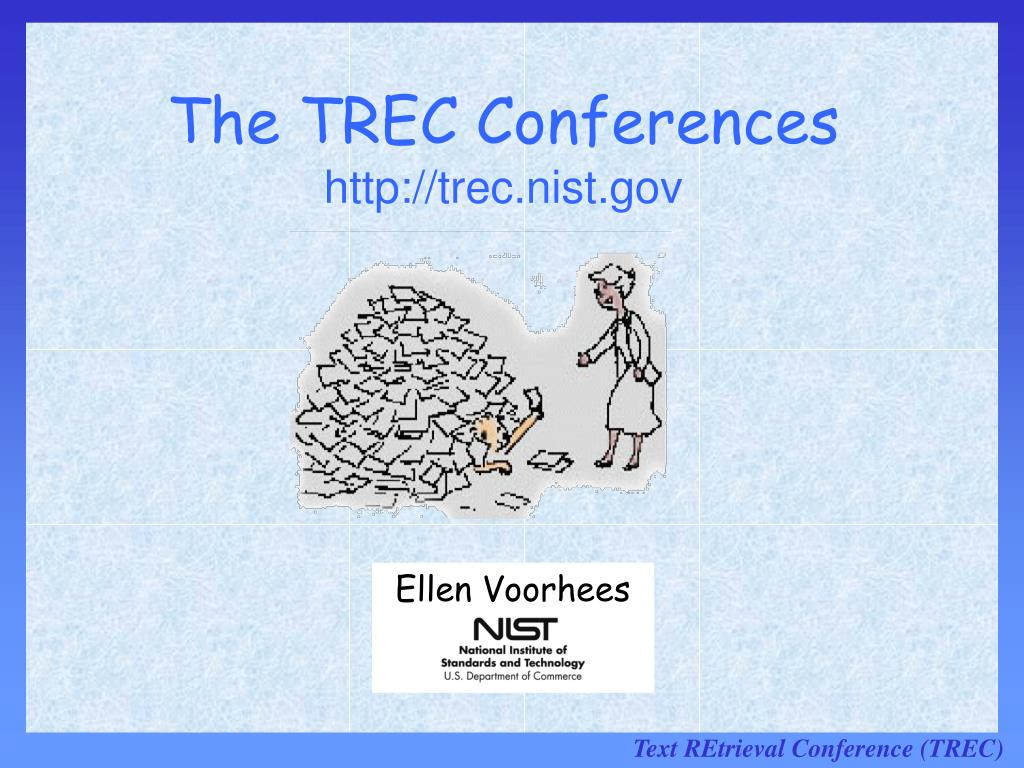 The TREC Conferences
http://trec.nist.gov
Ellen Voorhees
NIST
National Institute of
Standards and Technology
U.S. Department of Commerce
Text REtrieval Conference (TREC)